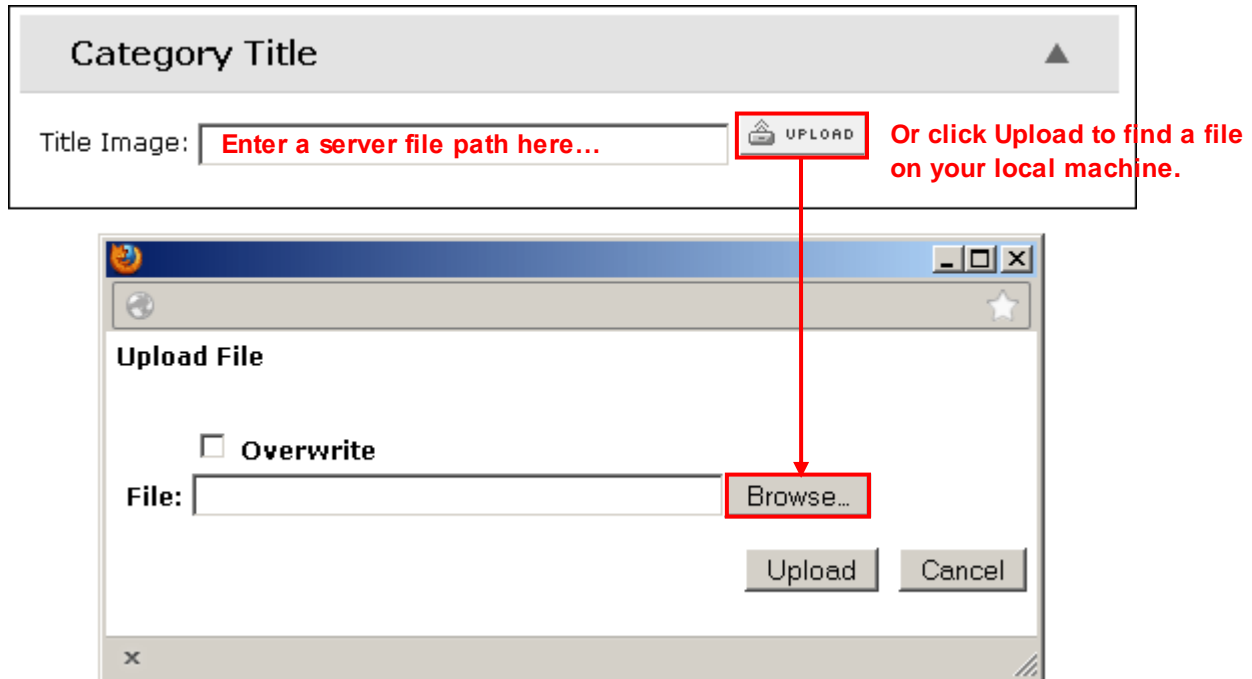 Category Title
Title Image: Enter a server file path here… UPLOAD Or click Upload to find a file
on your local machine.
Upload File
Overwrite
File: Browse…
Upload Cancel